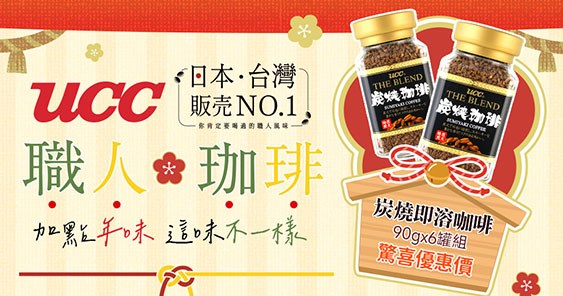 ucc
日本・台灣
販売NO.1
你肯定要喝過的職人風味
職人珈琲
加點年味 這味不一樣
ucc
THE BLEND
炭燒珈琲
SUMIYAKI COFFEE
ucc
THE BLEND
炭燒珈琲
SUMIYAKI COFFEE
炭燒即溶咖啡
90gx6罐組
驚喜優惠價